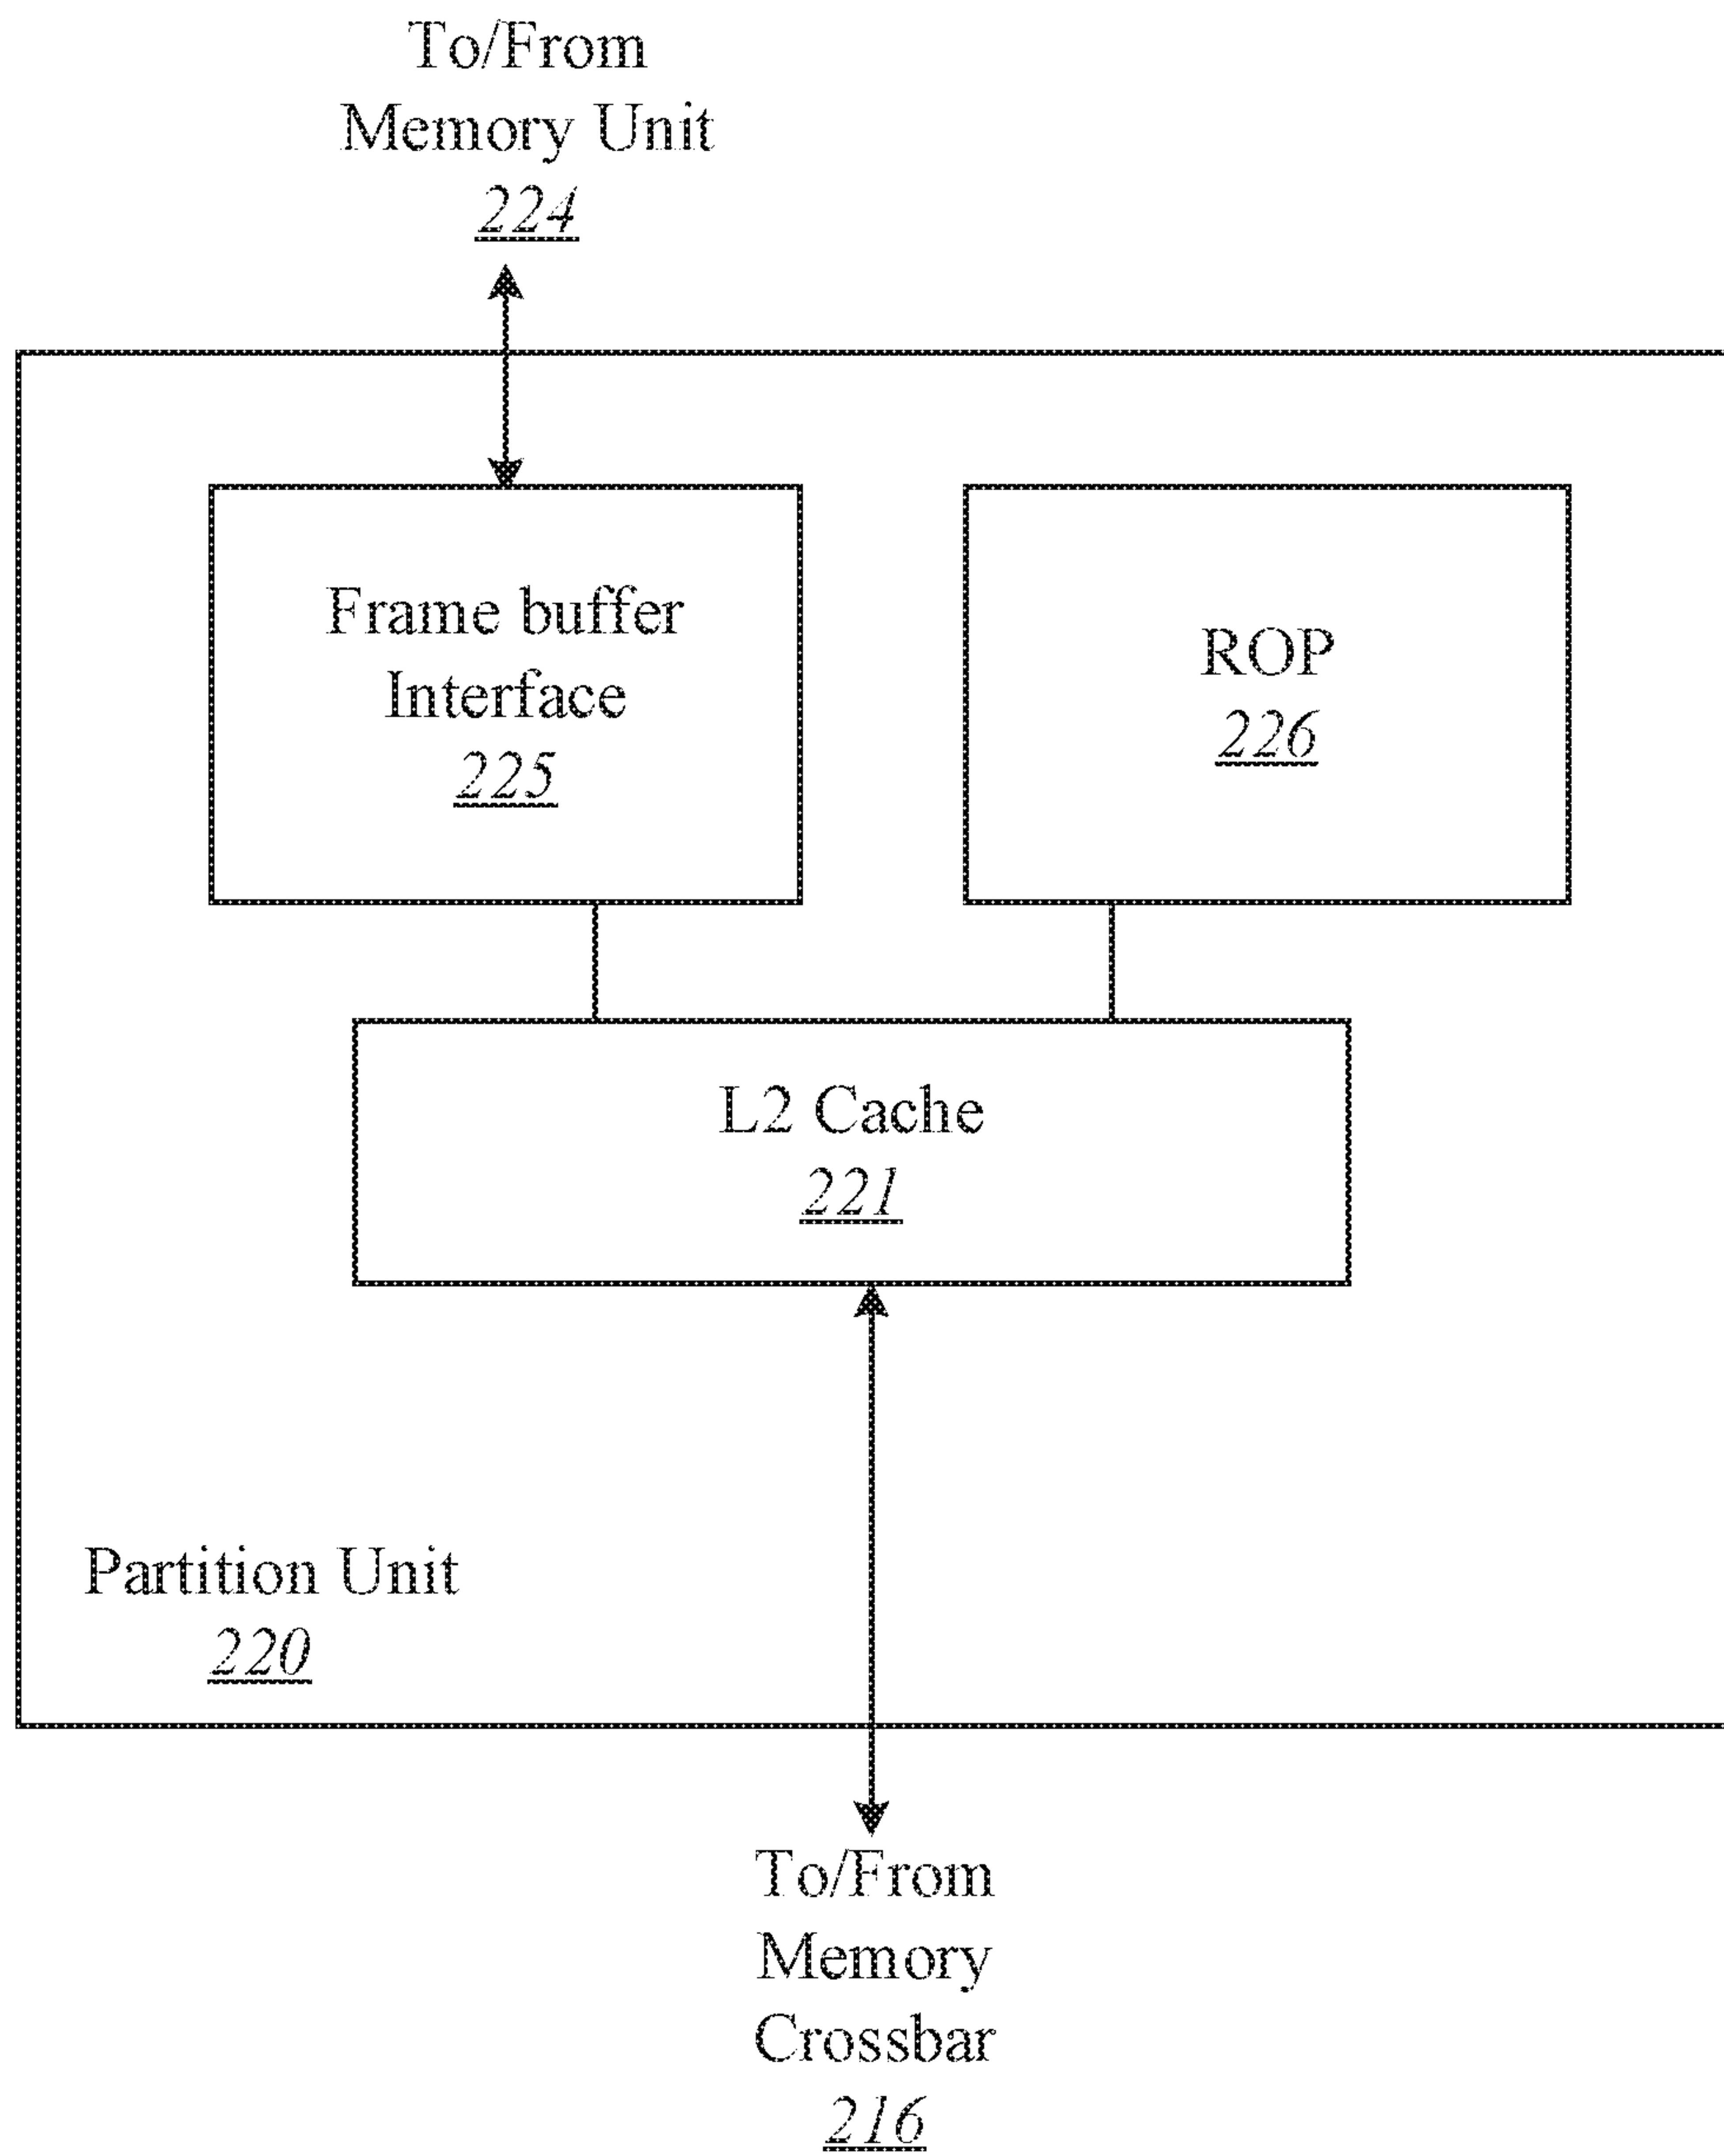 To/From
Memory Unit
224
Frame buffer
Interface
225
ROP
226
L2 Cache
221
Partition Unit
220
To/From
Memory
Crossbar
216